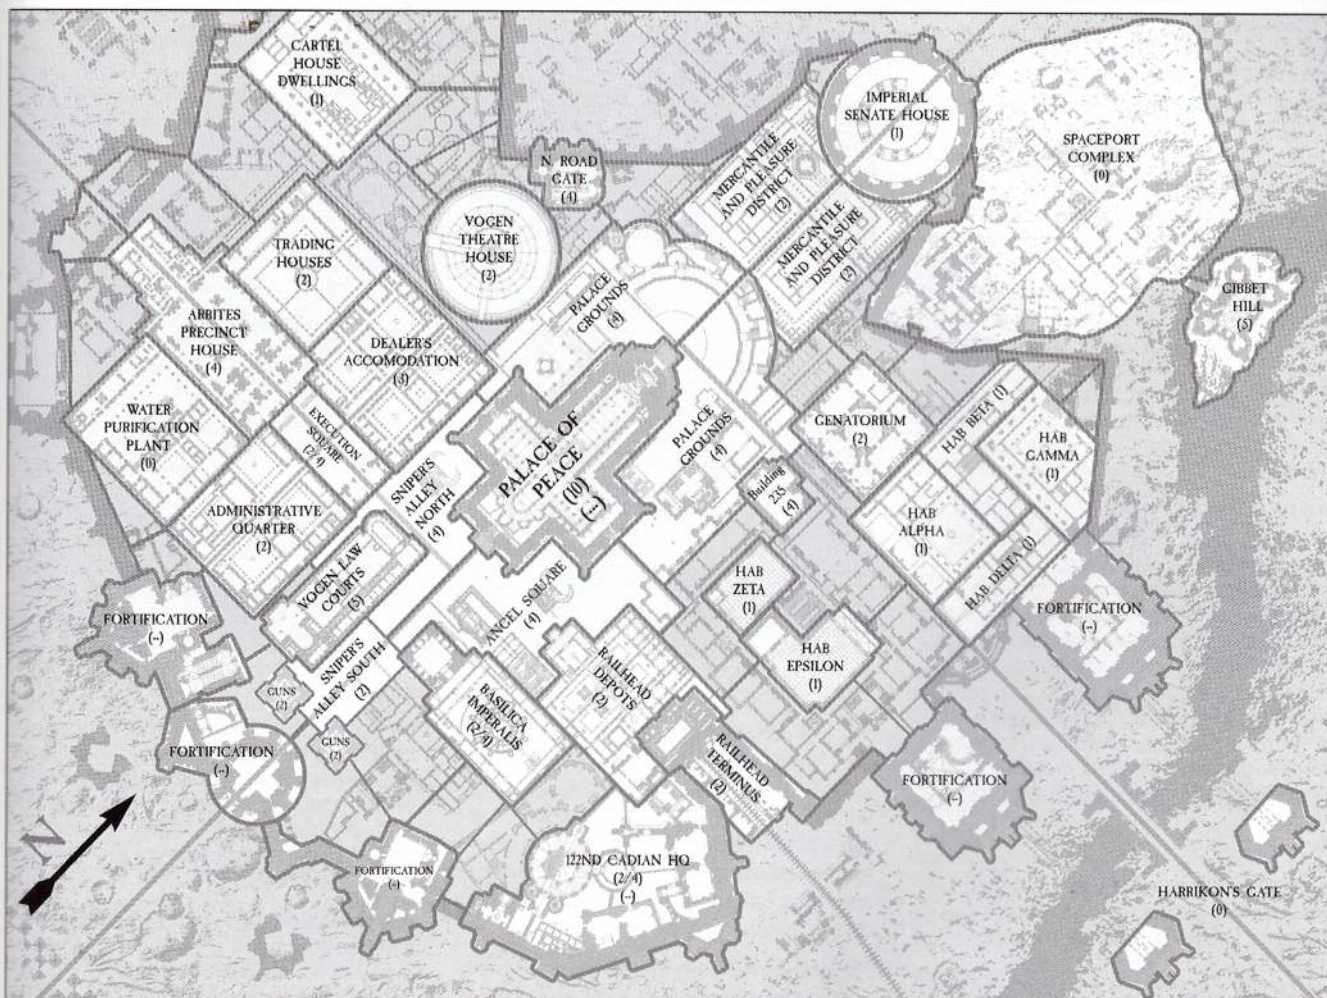 CARTEL
HOUSE
DWELLINGS
(1)
IMPERIAL
SENATE HOUSE
(1)
SPACEPORT
COMPLEX
(0)
N. ROAD
GATE
(4)
MERCANTILE
AND PLEASURE
DISTRICT
(2)
MERCANTILE
AND PLEASURE
DISTRICT
(2)
VOGEN
THEATRE
HOUSE
(2)
TRADING
HOUSES
(2)
PALACE
GROUNDS
(4)
GIBBET
HILL
(5)
ARBITES
PRECINCT
HOUSE
(4)
DEALER'S
ACCOMODATION
(3)
WATER
PURIFICATION
PLANT
(0)
EXECUTION
SQUARE
(2/4)
PALACE OF
PEACE
(10)
(--)
PALACE
GROUNDS
(4)
GENATORIUM
(2)
HAB BETA (1)
HAB
GAMMA
(1)
SNIPER'S
ALLEY
NORTH
(4)
Building
235
(4)
ADMINISTRATIVE
QUARTER
(2)
HAB
ALPHA
(1)
VOGEN LAW
COURTS
(5)
HAB DELTA (1)
HAB
ZETA
(1)
ANGEL SQUARE
(4)
FORTIFICATION
(--)
FORTIFICATION
(--)
HAB
EPSILON
(1)
SNIPER'S
ALLEY SOUTH
(2)
RAILHEAD
DEPOTS
(2)
GUNS
(2)
BASILICA
IMPERALIS
(2/4)
GUNS
(2)
FORTIFICATION
(--)
RAILHEAD
TERMINUS
(2)
FORTIFICATION
(--)
N
122ND CADIAN HQ
(2/4)
(--)
FORTIFICATION
(--)
HARRIKON'S GATE
(0)